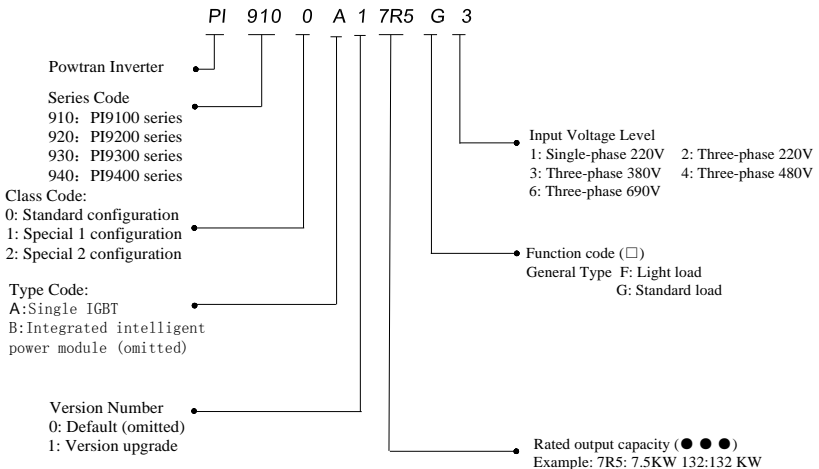 PI 910 0 A 1 7R5 G 3
Powtran Inverter
Series Code
910：PI9100 series
920：PI9200 series
930：PI9300 series
940：PI9400 series
Class Code:
0: Standard configuration
1: Special 1 configuration
2: Special 2 configuration
Type Code:
A:Single IGBT
B:Integrated intelligent
power module (omitted)
Version Number
0: Default (omitted)
1: Version upgrade
Input Voltage Level
1: Single-phase 220V 2: Three-phase 220V
3: Three-phase 380V 4: Three-phase 480V
6: Three-phase 690V
Function code (□)
General Type F: Light load
G: Standard load
Rated output capacity (● ● ●)
Example: 7R5: 7.5KW 132:132 KW